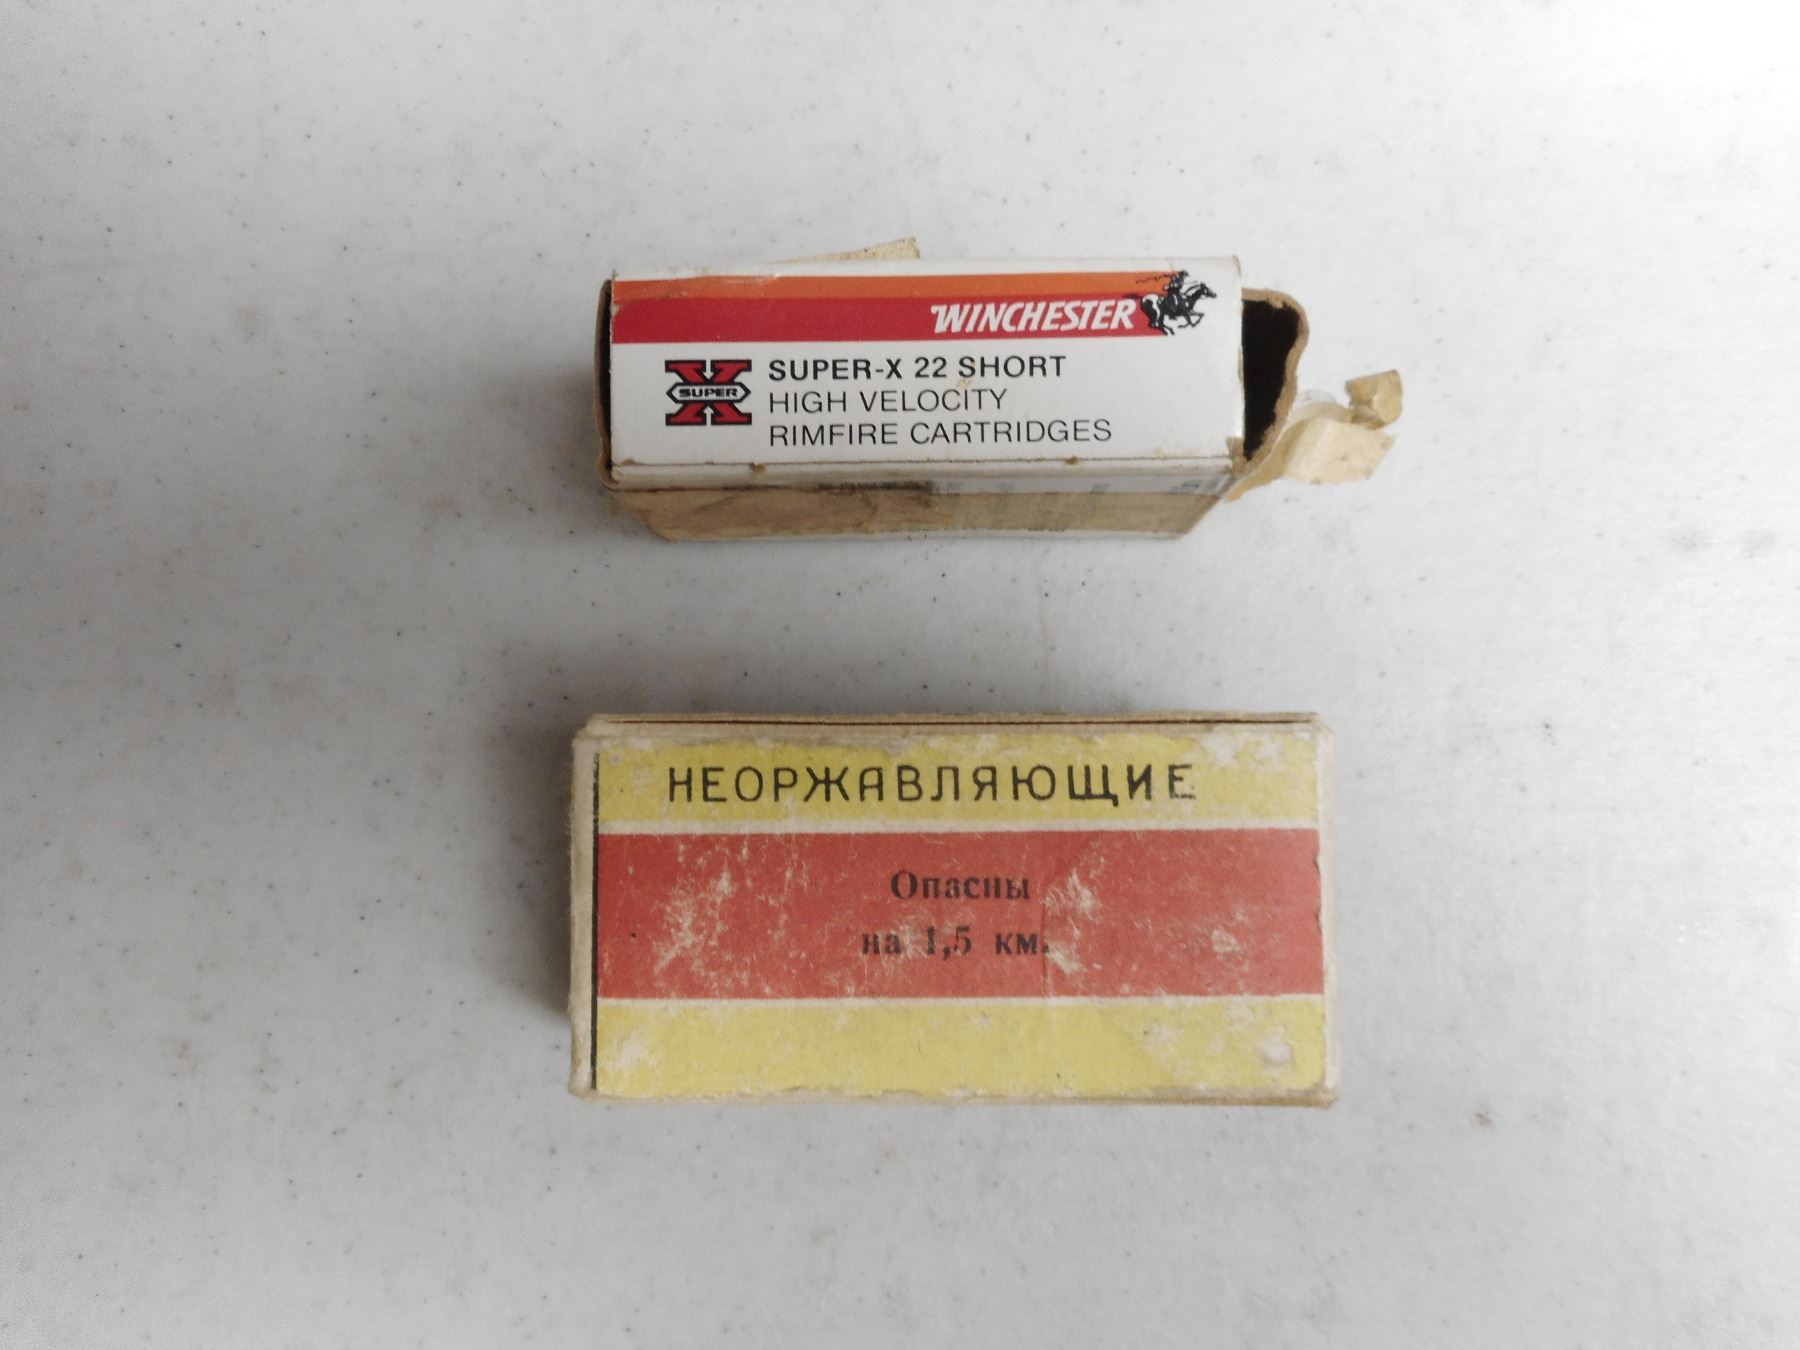 WINCHESTER
SUPER-X 22 SHORT
SUPER X
HIGH VELOCITY
RIMFIRE CARTRIDGES
НЕОРЖАВЛЯЮЩИЕ
Опасны
на 1,5 км.